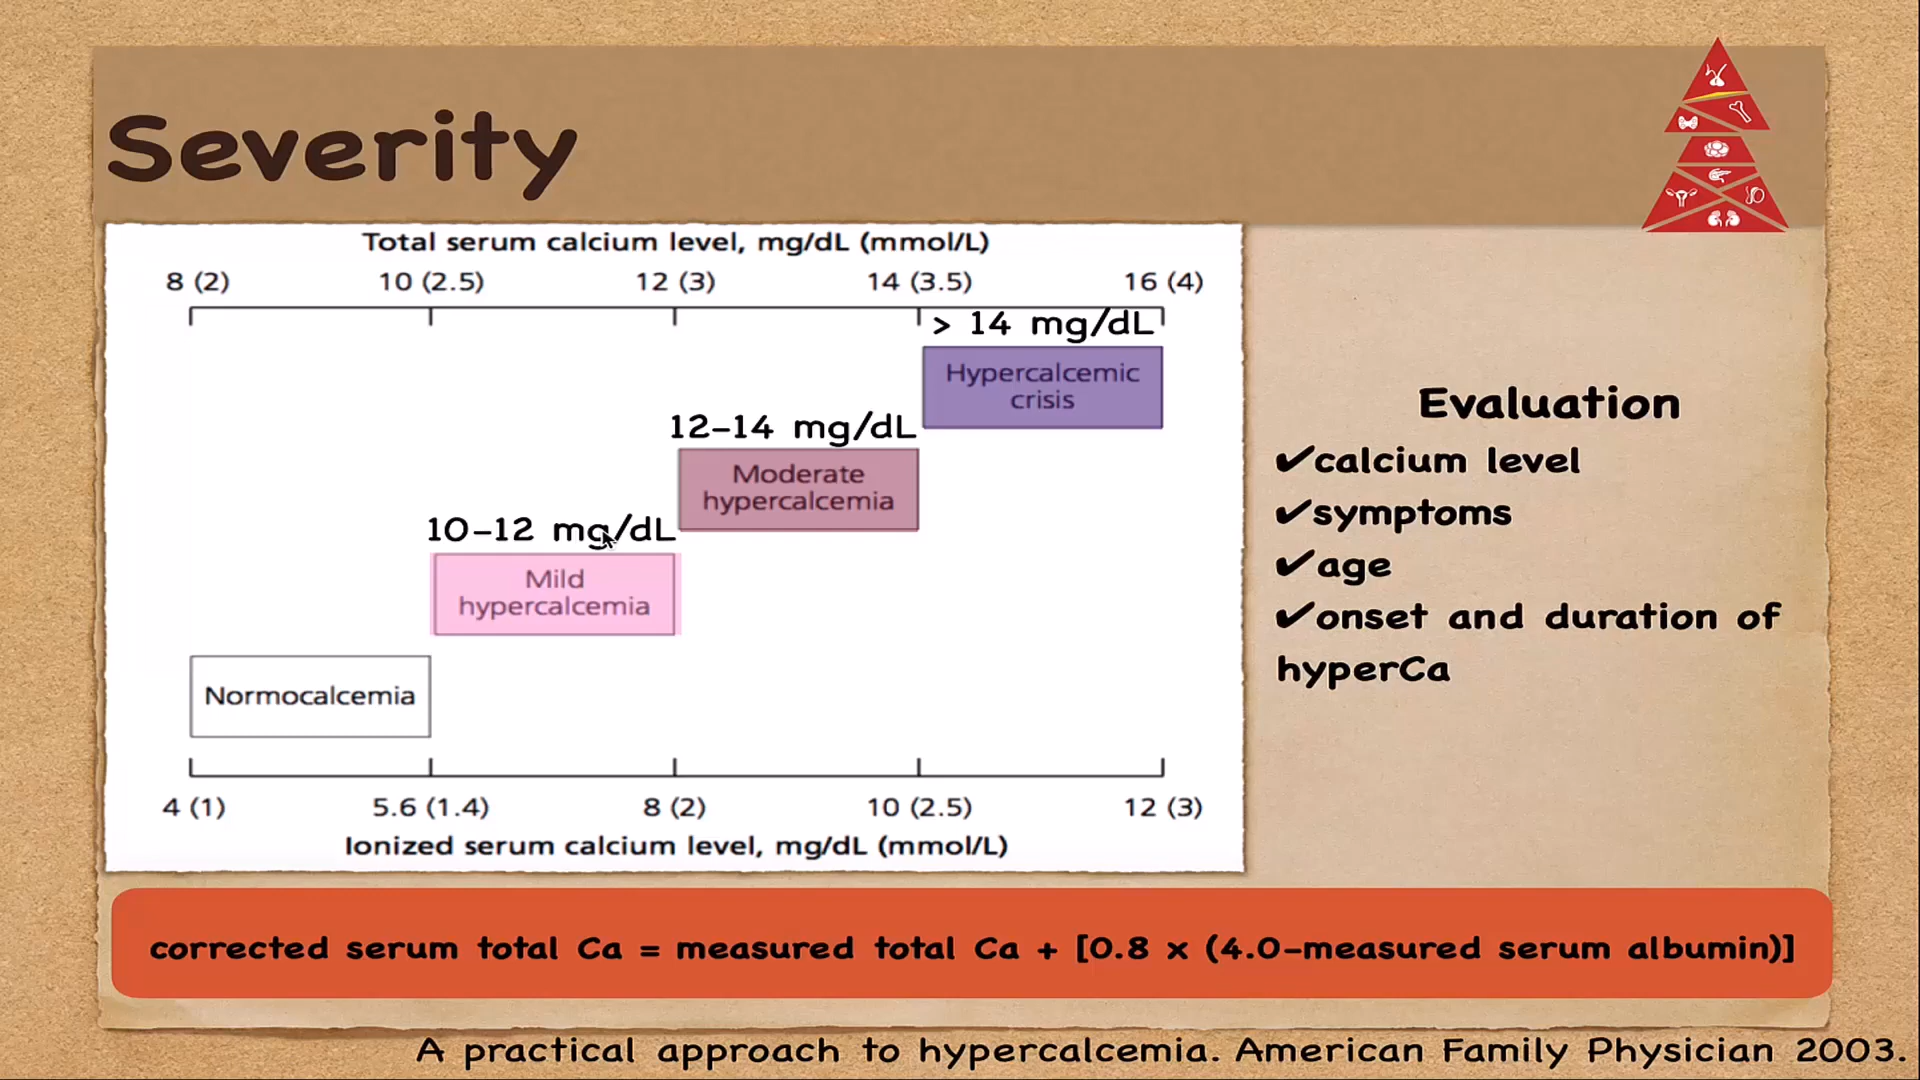 Severity
Total serum calcium level, mg/dL (mmol/L)
8 (2) 10 (2.5) 12 (3) 14 (3.5) 16 (4)
> 14 mg/dL
Hypercalcemic
crisis
12-14 mg/dL
Moderate
hypercalcemia
10-12 mg/dL
Mild
hypercalcemia
Normocalcemia
4 (1) 5.6 (1.4) 8 (2) 10 (2.5) 12 (3)
Ionized serum calcium level, mg/dL (mmol/L)
Evaluation
✓calcium level
✓symptoms
✓age
✓onset and duration of
hyperCa
corrected serum total Ca = measured total Ca + [0.8 x (4.0-measured serum albumin)]
A practical approach to hypercalcemia. American Family Physician 2003.